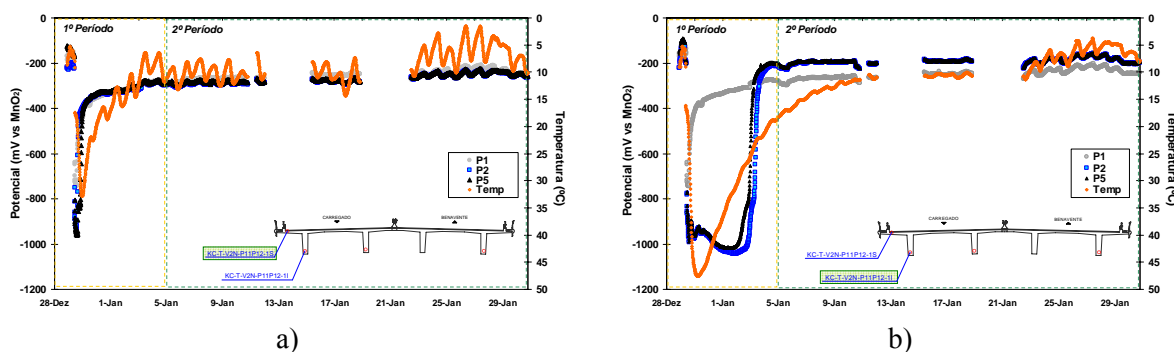 1º Período
2º Período
Potencial (mV vs MnO2)
0
-200
-400
-600
-800
-1000
-1200
Temperatura (ºC)
0
5
10
15
20
25
30
35
40
45
50
P1
P2
P5
Temp
CARREGADO
BENAVENTE
KC-T-V2N-P11P12-1S
KC-T-V2N-P11P12-1I
28-Dez 1-Jan 5-Jan 9-Jan 13-Jan 17-Jan 21-Jan 25-Jan 29-Jan
a)
1º Período
2º Período
Potencial (mV vs MnO2)
0
-200
-400
-600
-800
-1000
-1200
Temperatura (ºC)
0
5
10
15
20
25
30
35
40
45
50
P1
P2
P5
Temp
CARREGADO
BENAVENTE
KC-T-V2N-P11P12-1S
KC-T-V2N-P11P12-1I
28-Dez 1-Jan 5-Jan 9-Jan 13-Jan 17-Jan 21-Jan 25-Jan 29-Jan
b)